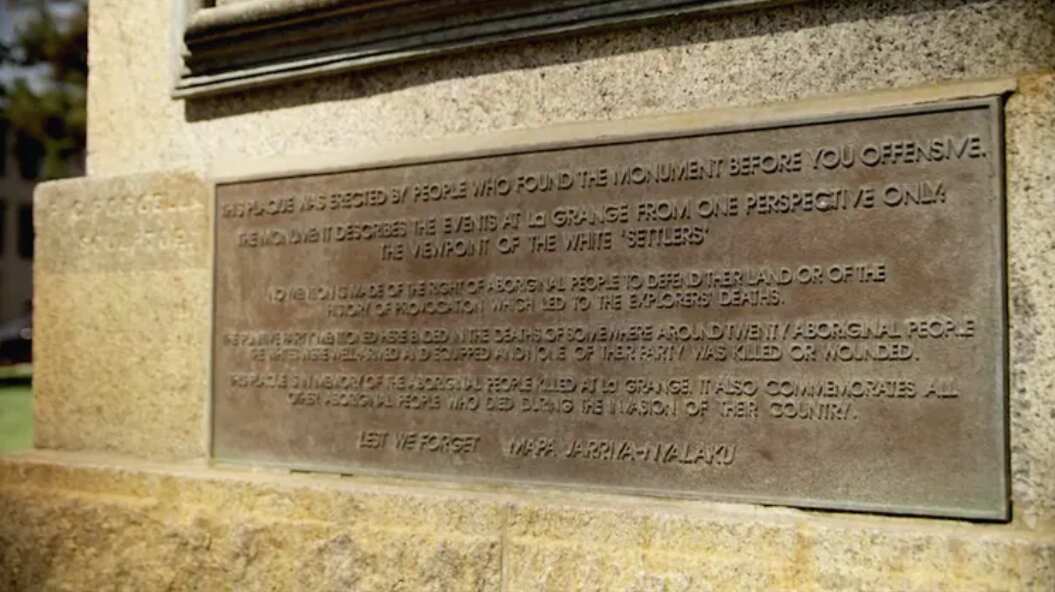 THIS PLAQUE WAS ERECTED BY PEOPLE WHO FOUND THE MONUMENT BEFORE YOU OFFENSIVE.
THE MONUMENT DESCRIBES THE EVENTS AT La GRANGE FROM ONE PERSPECTIVE ONLY:
THE VIEWPOINT OF THE WHITE 'SETTLERS'
NO MENTION IS MADE OF THE RIGHT OF ABORIGINAL PEOPLE TO DEFEND THEIR LAND OR OF THE
HISTORY OF PROVOCATION WHICH LED TO THE EXPLORERS' DEATHS.
THE PUNITIVE PARTY MENTIONED HERE ENDED IN THE DEATHS OF SOMEWHERE AROUND TWENTY ABORIGINAL PEOPLE
THE WHITES WERE WELL-ARMED AND EQUIPPED AND NONE OF THEIR PARTY WAS KILLED OR WOUNDED.
THIS PLAQUE IS IN MEMORY OF THE ABORIGINAL PEOPLE KILLED AT La GRANGE. IT ALSO COMMEMORATES ALL
OTHER ABORIGINAL PEOPLE WHO DIED DURING THE INVASION OF THEIR COUNTRY.
LEST WE FORGET MAPA JARRIYA-NYALAKU